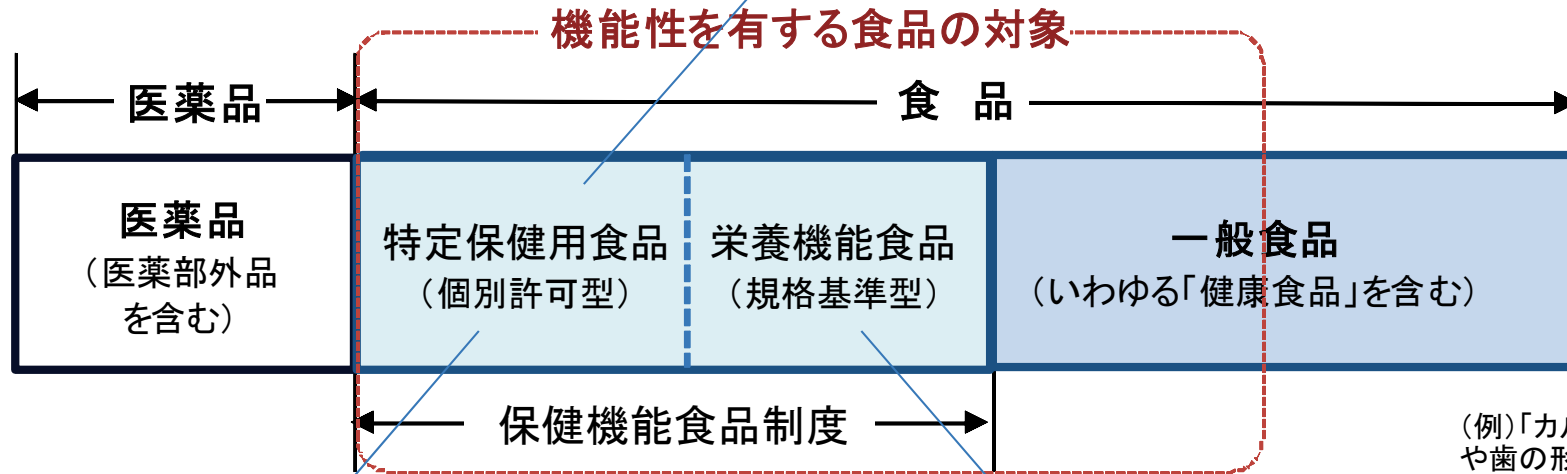 機能性を有する食品の対象
医薬品
食 品
医薬品
（医薬部外品
を含む）
特定保健用食品
（個別許可型）
栄養機能食品
（規格基準型）
一般食品
（いわゆる「健康食品」を含む）
保健機能食品制度
（例）「カル
や歯の形